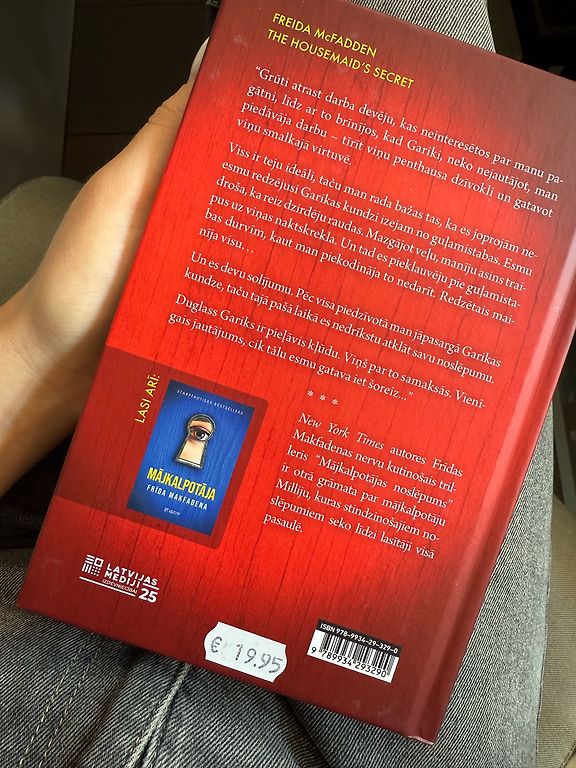 FREIDA McFADDEN
THE HOUSEMAID'S SECRET
“Grūti atrast darba devēju, kas neinteresētos par manu pa-
gātni, līdz ar to brīnījos, kad Gariki, neko nejautājot, man
piedāvāja darbu – tīrīt viņu penthausa dzīvokli un gatavot
viņu smalkajā virtuvē.
Viss ir teju ideāli, taču man rada bažas tas, ka es joprojām ne-
esmu redzējusi Garikas kundzi izejam no guļamistabas. Esmu
droša, ka reiz dzirdēju raudas. Mazgājot veļu, manīju asins trai-
pus uz viņas naktskrekla. Un tad es pieklauvēju pie guļamista-
bas durvīm, kaut man piekodināja to nedarīt. Redzētais mai-
nīja visu…
Un es devu solījumu. Pēc visa piedzīvotā man jāpasargā Garikas
kundze, taču tajā pašā laikā es nedrīkstu atklāt savu noslēpumu.
Duglass Gariks ir pieļāvis kļūdu. Viņš par to samaksās. Vienī-
gais jautājums, cik tālu esmu gatava iet šoreiz...”
* * *
New York Times autores Frīdas
Makfadenas nervu kutinošais tril-
leris “Mājkalpotājas noslēpums”
ir otrā grāmata par mājkalpotāju
Milliju, kuras stindzinošajiem no-
slēpumiem seko līdzi lasītāji visā
pasaulē.
LASI ARĪ:
STARPTAUTISKS BESTSELLERS
MĀJKALPOTĀJA
FRĪDA MAKFADENA
LATVIJAS
MEDIJI
IZDEVNIECĪBAI
25
€ 19.95
ISBN 978-9934-29-329-0
9 789934 293290